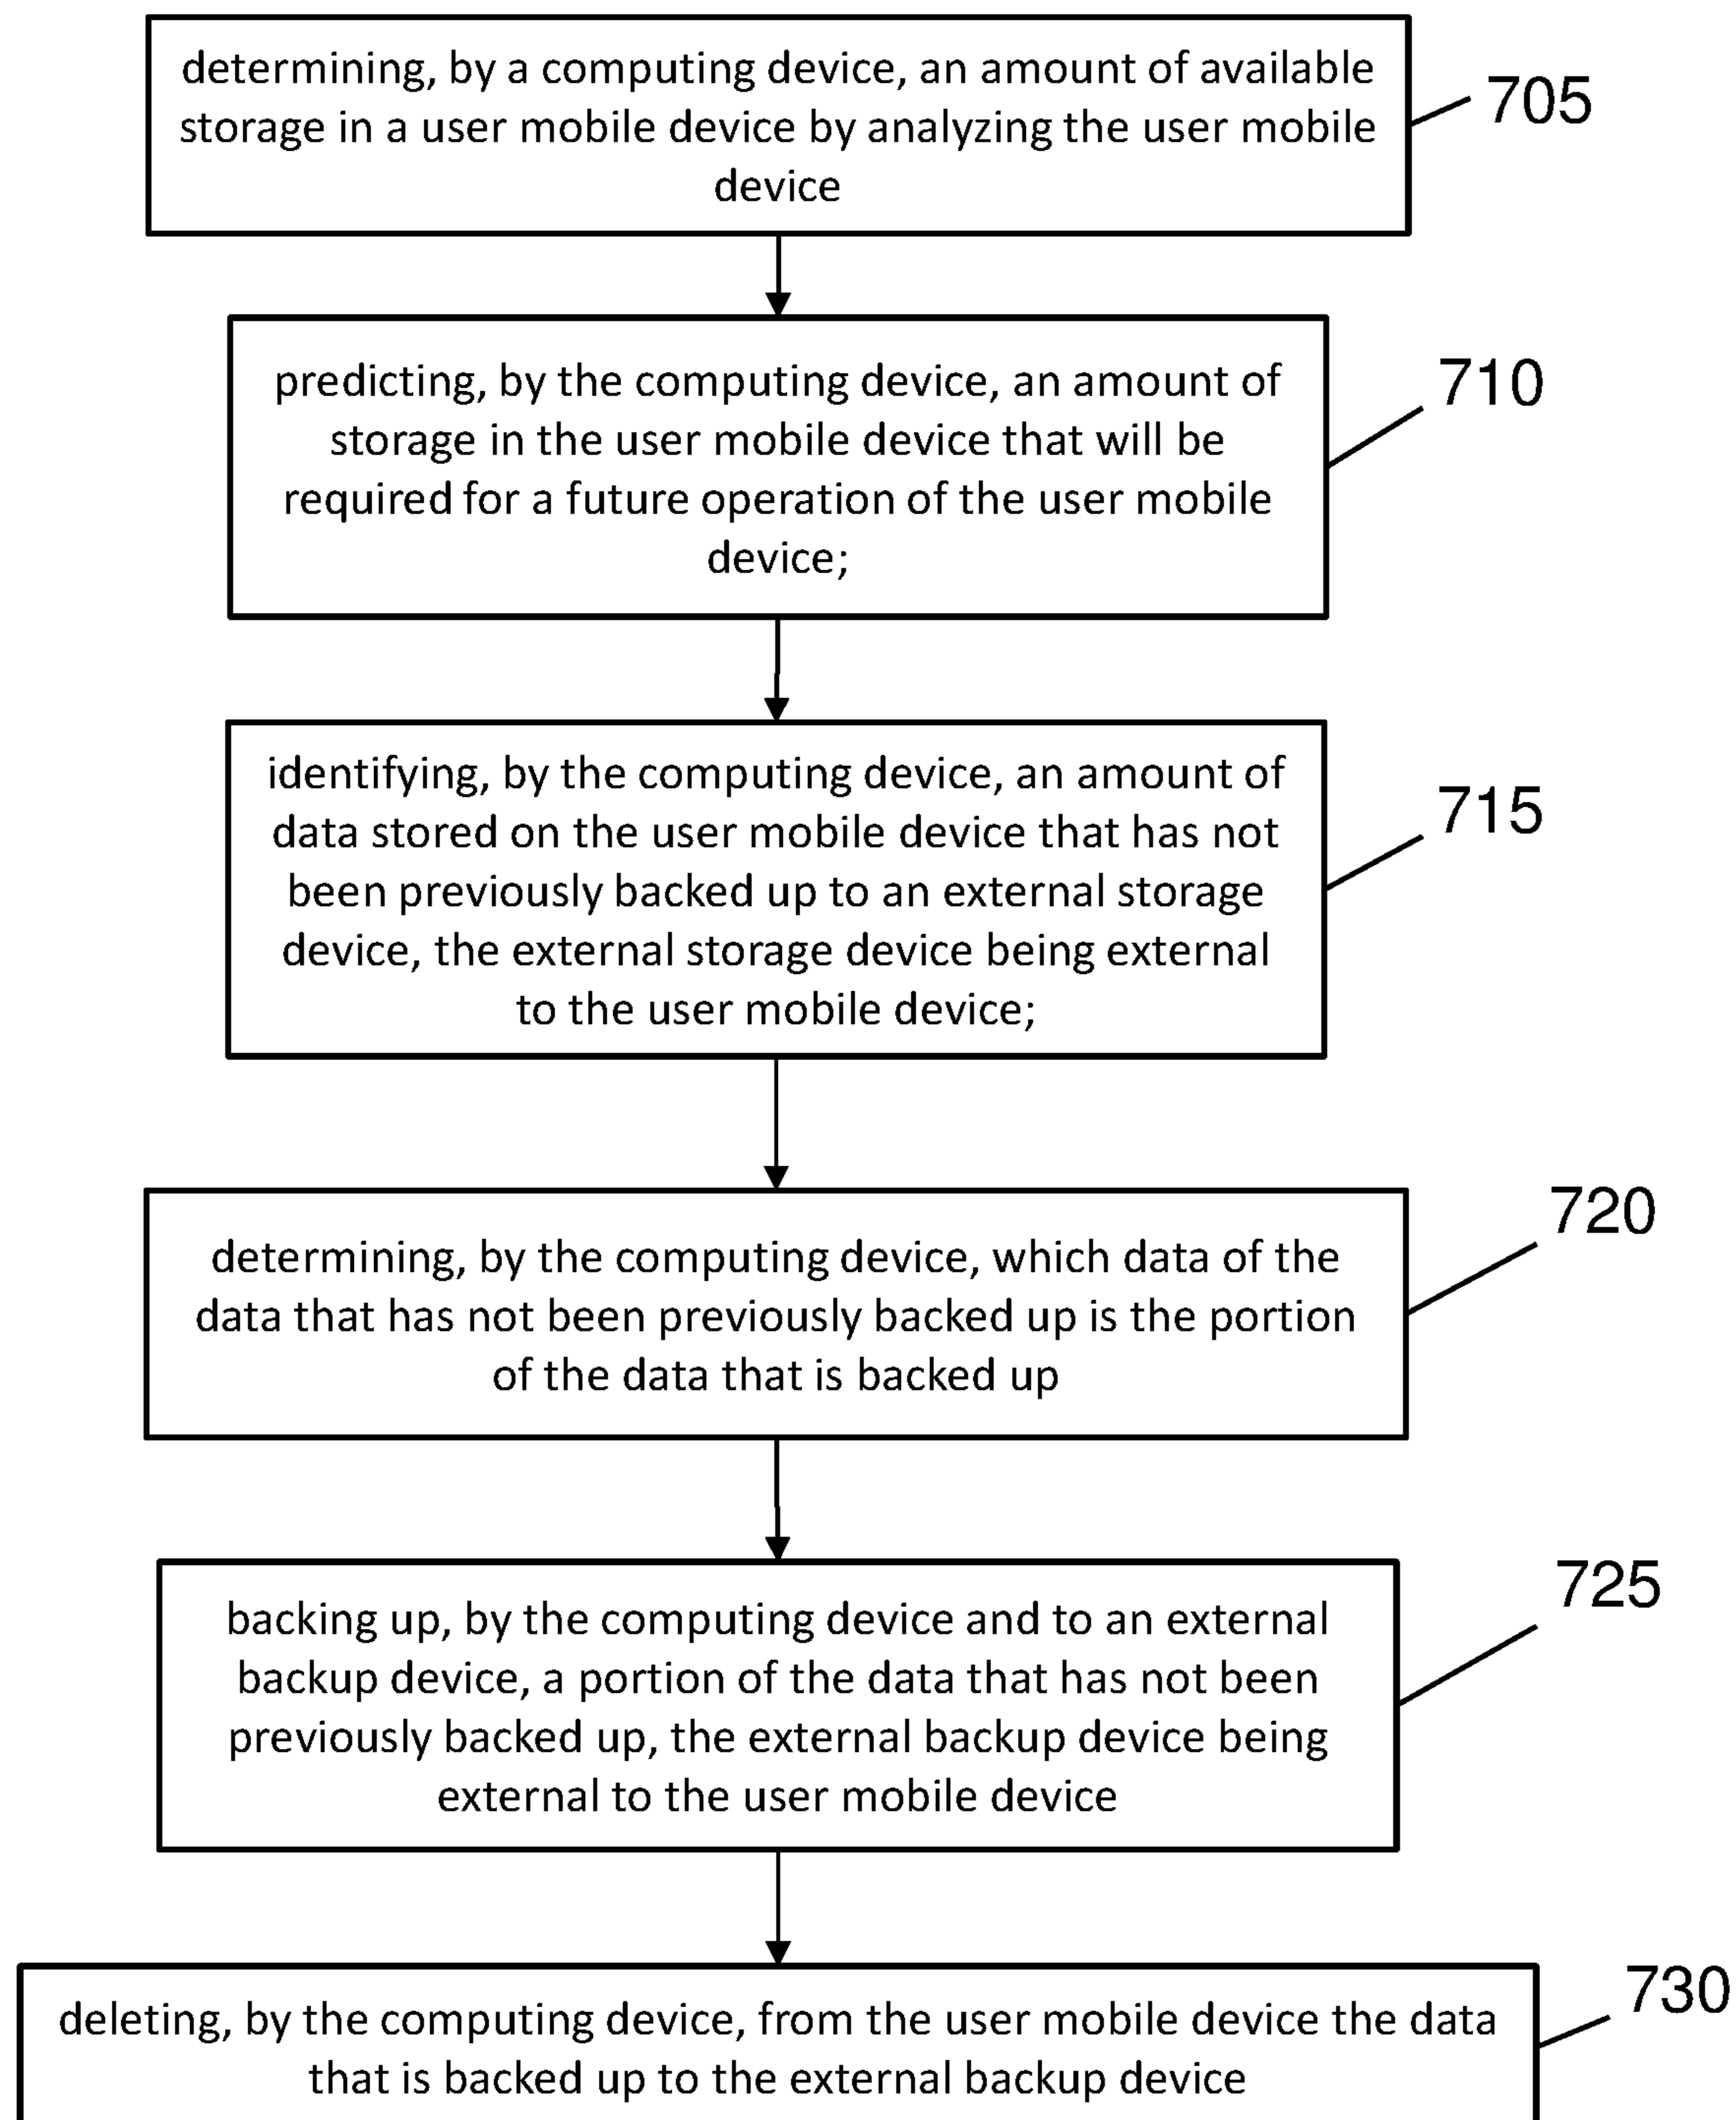 determining, by a computing device, an amount of available
storage in a user mobile device by analyzing the user mobile
device
705
predicting, by the computing device, an amount of
storage in the user mobile device that will be
required for a future operation of the user mobile
device;
710
identifying, by the computing device, an amount of
data stored on the user mobile device that has not
been previously backed up to an external storage
device, the external storage device being external
to the user mobile device;
715
determining, by the computing device, which data of the
data that has not been previously backed up is the portion
of the data that is backed up
720
backing up, by the computing device and to an external
backup device, a portion of the data that has not been
previously backed up, the external backup device being
external to the user mobile device
725
deleting, by the computing device, from the user mobile device the data
that is backed up to the external backup device
730